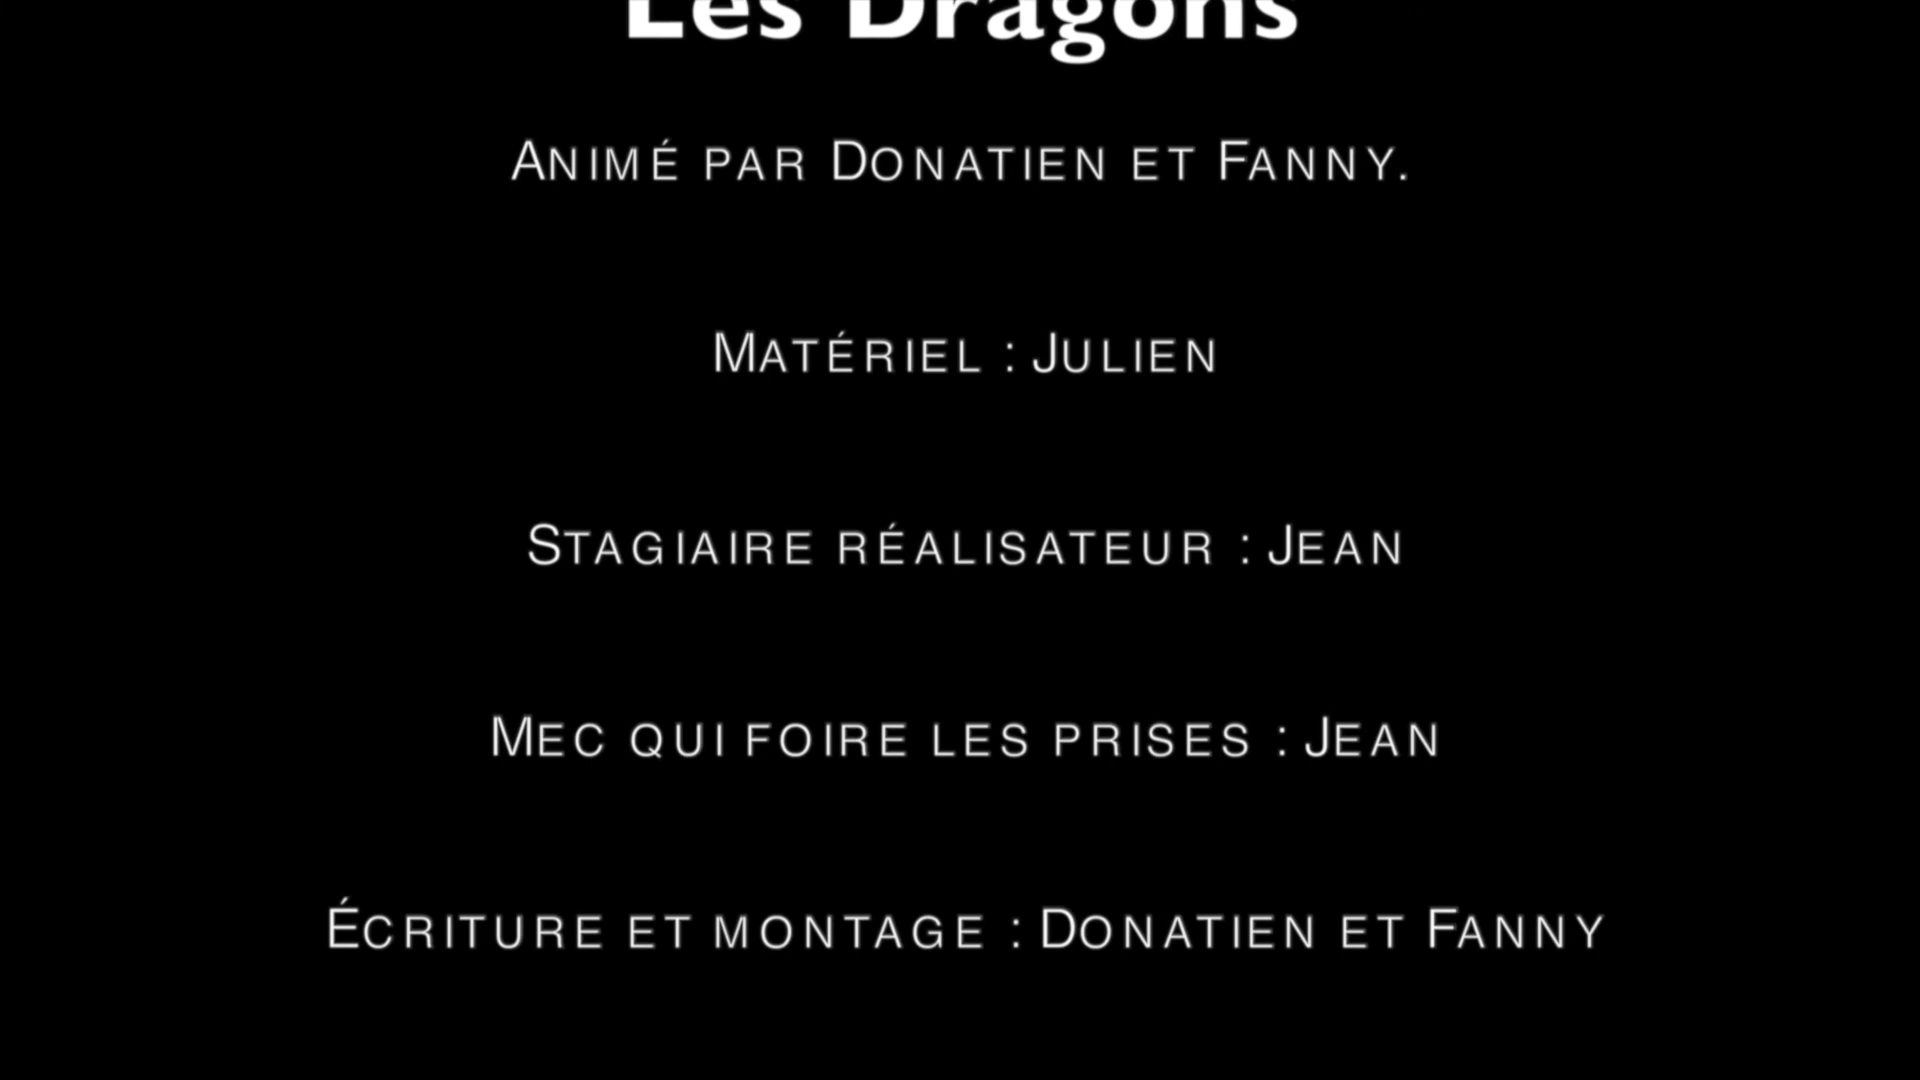 Les Dragons
Animé par Donatien et Fanny.
Matériel : Julien
Stagiaire réalisateur : Jean
Mec qui foire les prises : Jean
Écriture et montage : Donatien et Fanny